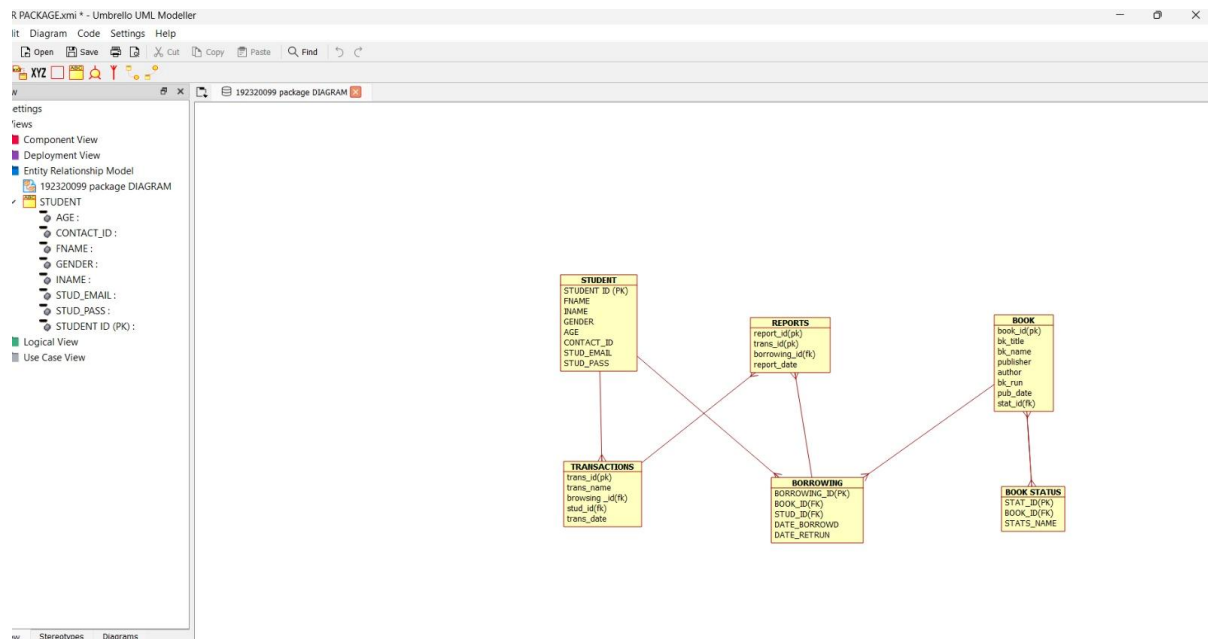 R PACKAGE.xmi * - Umbrello UML Modeller
lit Diagram Code Settings Help
Open Save Cut Copy Paste Find
XYZ
w
ettings
iews
Component View
Deployment View
Entity Relationship Model
192320099 package DIAGRAM
STUDENT
AGE :
CONTACT_ID :
FNAME :
GENDER :
INAME :
STUD_EMAIL :
STUD_PASS :
STUDENT ID (PK) :
Logical View
Use Case View
ew Stereotypes Diagrams
192320099 package DIAGRAM
STUDENT
STUDENT ID (PK)
FNAME
INAME
GENDER
AGE
CONTACT_ID
STUD_EMAIL
STUD_PASS
REPORTS
report_id(pk)
trans_id(pk)
borrowing_id(fk)
report_date
BOOK
book_id(pk)
bk_title
bk_name
publisher
author
bk_run
pub_date
stat_id(fk)
TRANSACTIONS
trans_id(pk)
trans_name
browsing _id(fk)
stud_id(fk)
trans_date
BORROWING
BORROWING_ID(PK)
BOOK_ID(FK)
STUD_ID(FK)
DATE_BORROWD
DATE_RETRUN
BOOK STATUS
STAT_ID(PK)
BOOK_ID(FK)
STATS_NAME